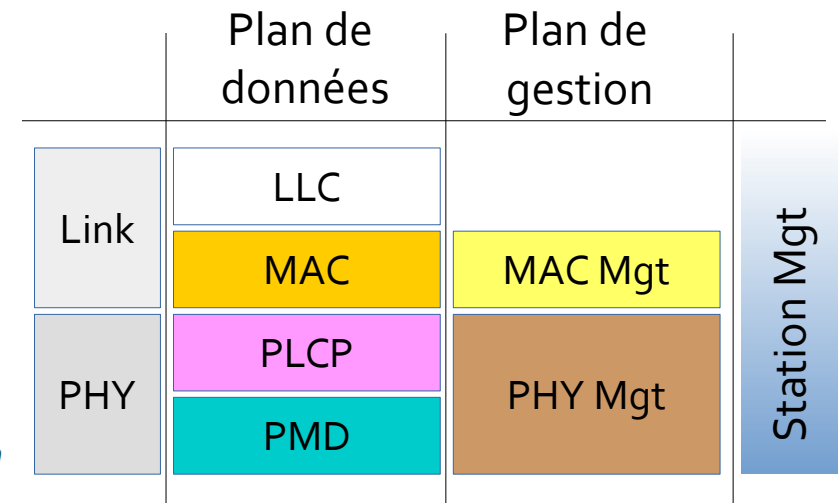 Plan de
données
Plan de
gestion
Link
LLC
MAC
MAC Mgt
PHY
PLCP
PMD
PHY Mgt
Station Mgt